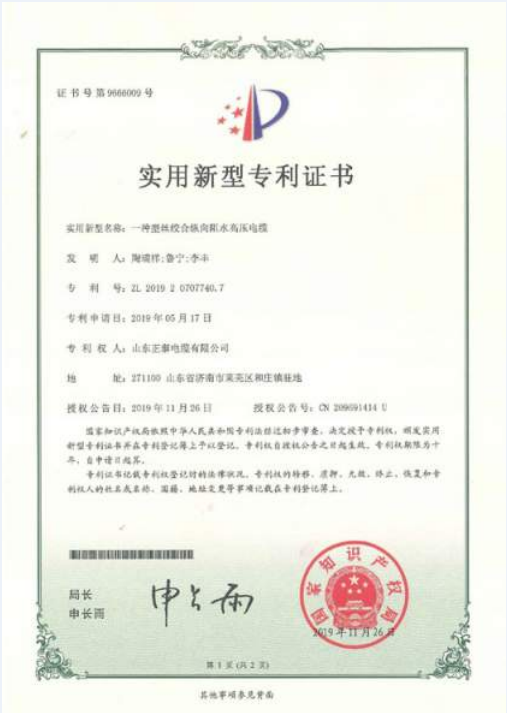 证书号第9666009号
实用新型专利证书
实用新型名称：一种型丝绞合纵向阻水高压电缆
发 明 人：陶瑞祥;鲁宁;李丰
专 利 号：ZL 2019 2 0707740.7
专利申请日：2019年05月17日
专 利 权 人：山东正泰电缆有限公司
地 址：271100 山东省济南市莱芜区和庄镇驻地
授权公告日：2019年11月26日 授权公告号：CN 209691414 U
国家知识产权局依照中华人民共和国专利法经过初步审查，决定授予专利权，颁发实用
新型专利证书并在专利登记簿上予以登记。专利权自授权公告之日起生效。专利权期限为十
年，自申请日起算。
专利证书记载专利权登记时的法律状况。专利权的转移、质押、无效、终止、恢复和专
利权人的姓名或名称、国籍、地址变更等事项记载在专利登记簿上。
局长
申长雨
申长雨
国家知识产权局
2019年11月26日
第 1 页 (共 2 页)
其他事项参见背面